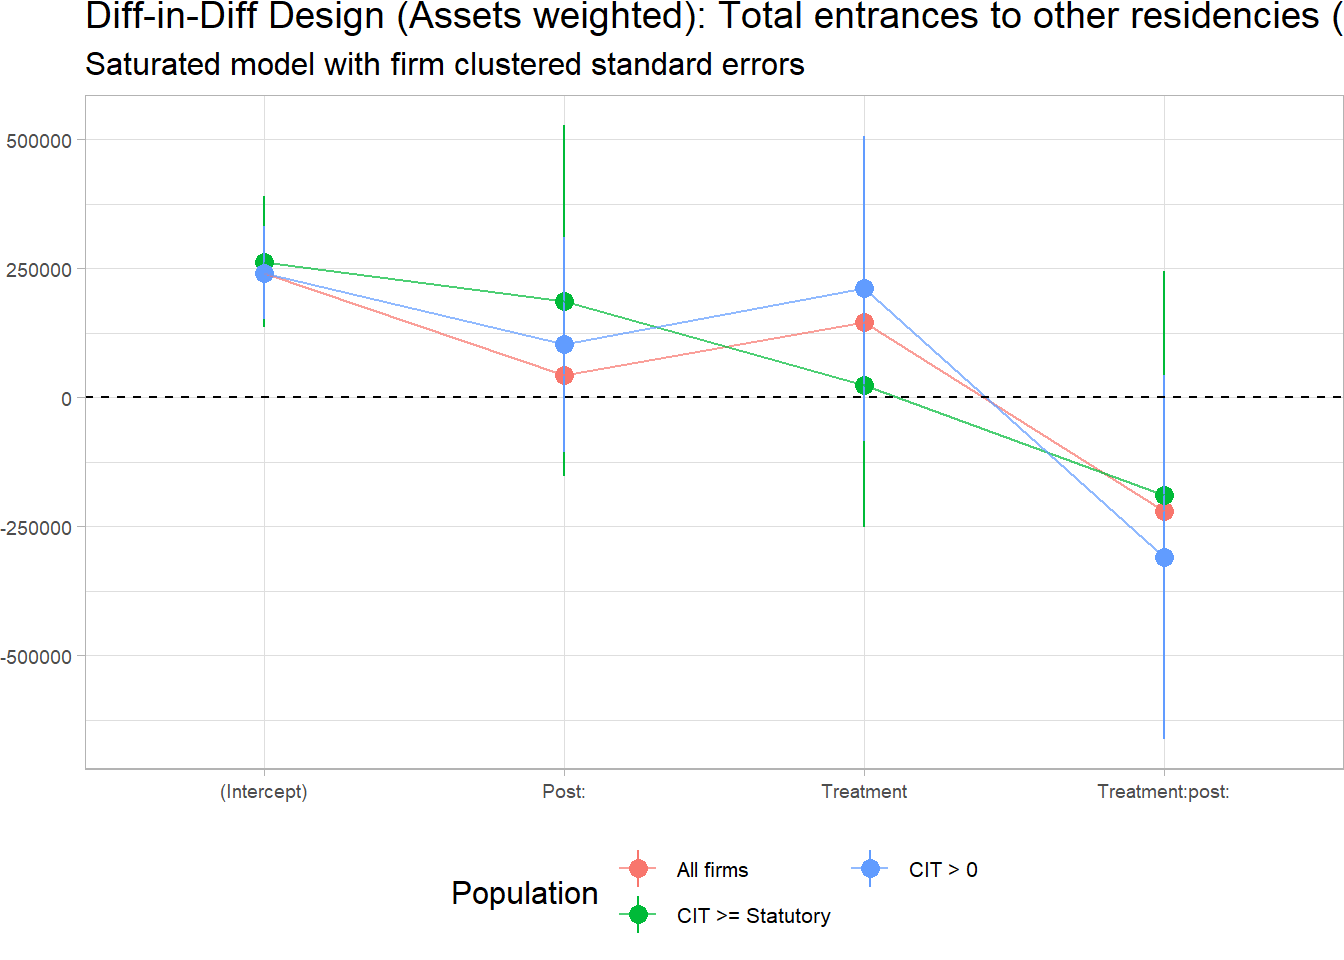 Diff-in-Diff Design (Assets weighted): Total entrances to other residencies (
Saturated model with firm clustered standard errors
500000
250000
0
-250000
-500000
(Intercept) Post: Treatment Treatment:post:
Population
All firms CIT > 0
CIT >= Statutory